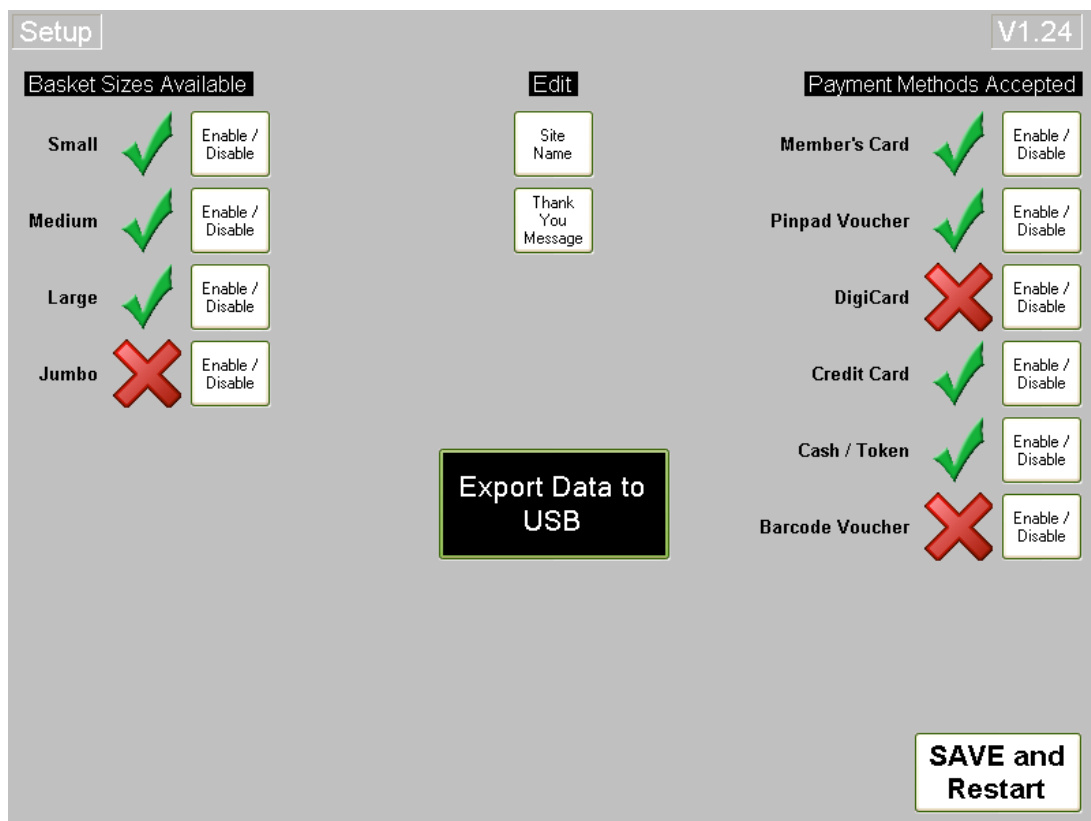 Setup
V1.24
Basket Sizes Available
Edit
Payment Methods Accepted
Small
Enable /
Disable
Medium
Enable /
Disable
Large
Enable /
Disable
Jumbo
Enable /
Disable
Site
Name
Thank
You
Message
Export Data to
USB
Member's Card
Enable /
Disable
Pinpad Voucher
Enable /
Disable
DigiCard
Enable /
Disable
Credit Card
Enable /
Disable
Cash / Token
Enable /
Disable
Barcode Voucher
Enable /
Disable
SAVE and
Restart